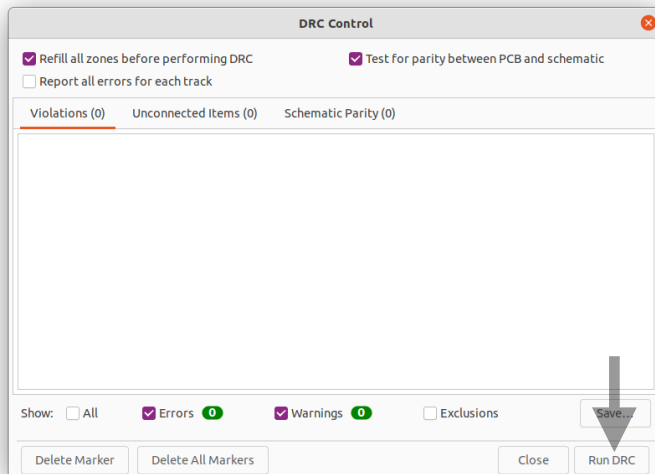 DRC Control
Refill all zones before performing DRC
Test for parity between PCB and schematic
Report all errors for each track
Violations (0) Unconnected Items (0) Schematic Parity (0)
Show: All Errors 0 Warnings 0 Exclusions Save...
Delete Marker Delete All Markers Close Run DRC